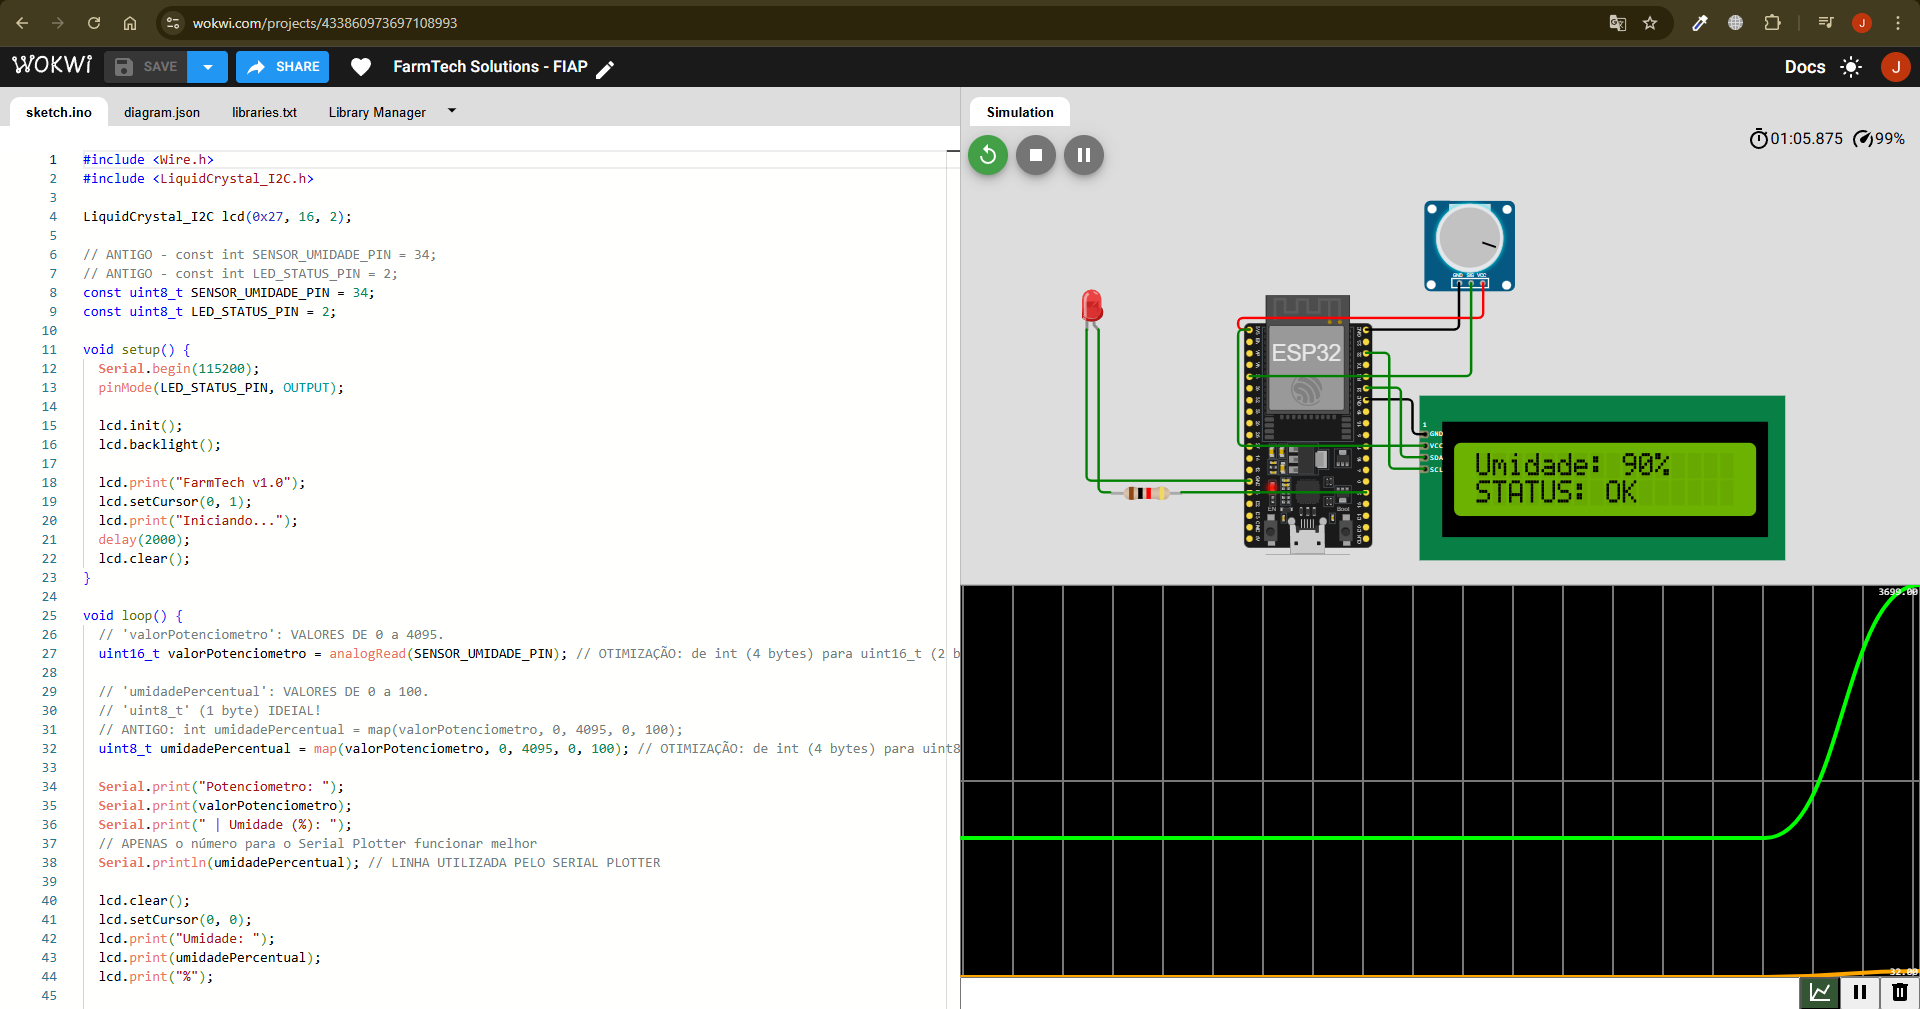 wokwi.com/projects/433860973697108993
J
WOKWI
SAVE
SHARE
FarmTech Solutions - FIAP
Docs
J
sketch.ino
diagram.json
libraries.txt
Library Manager
1 #include <Wire.h>
2 #include <LiquidCrystal_I2C.h>
3
4 LiquidCrystal_I2C lcd(0x27, 16, 2);
5
6 // ANTIGO - const int SENSOR_UMIDADE_PIN = 34;
7 // ANTIGO - const int LED_STATUS_PIN = 2;
8 const uint8_t SENSOR_UMIDADE_PIN = 34;
9 const uint8_t LED_STATUS_PIN = 2;
10
11 void setup() {
12 Serial.begin(115200);
13 pinMode(LED_STATUS_PIN, OUTPUT);
14
15 lcd.init();
16 lcd.backlight();
17
18 lcd.print("FarmTech v1.0");
19 lcd.setCursor(0, 1);
20 lcd.print("Iniciando...");
21 delay(2000);
22 lcd.clear();
23 }
24
25 void loop() {
26 // 'valorPotenciometro': VALORES DE 0 a 4095.
27 uint16_t valorPotenciometro = analogRead(SENSOR_UMIDADE_PIN); // OTIMIZAÇÃO: de int (4 bytes) para uint16_t (2 b
28
29 // 'umidadePercentual': VALORES DE 0 a 100.
30 // 'uint8_t' (1 byte) IDEIAL!
31 // ANTIGO: int umidadePercentual = map(valorPotenciometro, 0, 4095, 0, 100);
32 uint8_t umidadePercentual = map(valorPotenciometro, 0, 4095, 0, 100); // OTIMIZAÇÃO: de int (4 bytes) para uint8
33
34 Serial.print("Potenciometro: ");
35 Serial.print(valorPotenciometro);
36 Serial.print(" | Umidade (%): ");
37 // APENAS o número para o Serial Plotter funcionar melhor
38 Serial.println(umidadePercentual); // LINHA UTILIZADA PELO SERIAL PLOTTER
39
40 lcd.clear();
41 lcd.setCursor(0, 0);
42 lcd.print("Umidade: ");
43 lcd.print(umidadePercentual);
44 lcd.print("%");
45
Simulation
01:05.875
99%
GND SIG VCC
ESP32
EN
Boot
1
GND
VCC
SDA
SCL
Umidade: 90%
STATUS: OK
3699.00
32.00